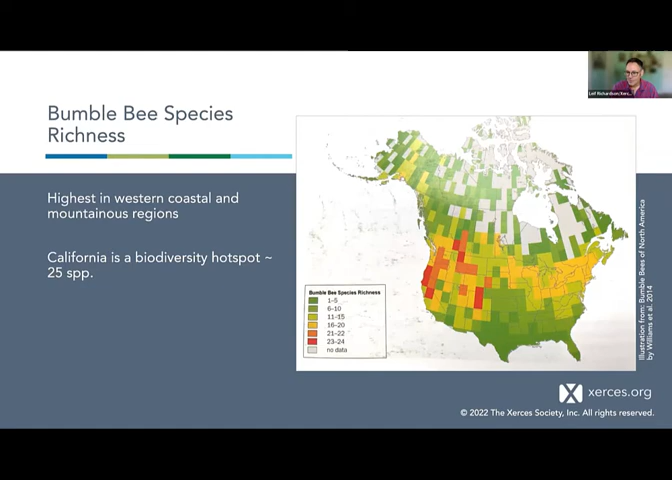 Leif Richardson/Xerc...
Bumble Bee Species
Richness
Highest in western coastal and
mountainous regions
California is a biodiversity hotspot ~
25 spp.
Bumble Bee Species Richness
1-5
6-10
11-15
16-20
21-22
23-24
no data
Illustration from: Bumble Bees of North America
by Williams et al. 2014
xerces.org
© 2022 The Xerces Society, Inc. All rights reserved.